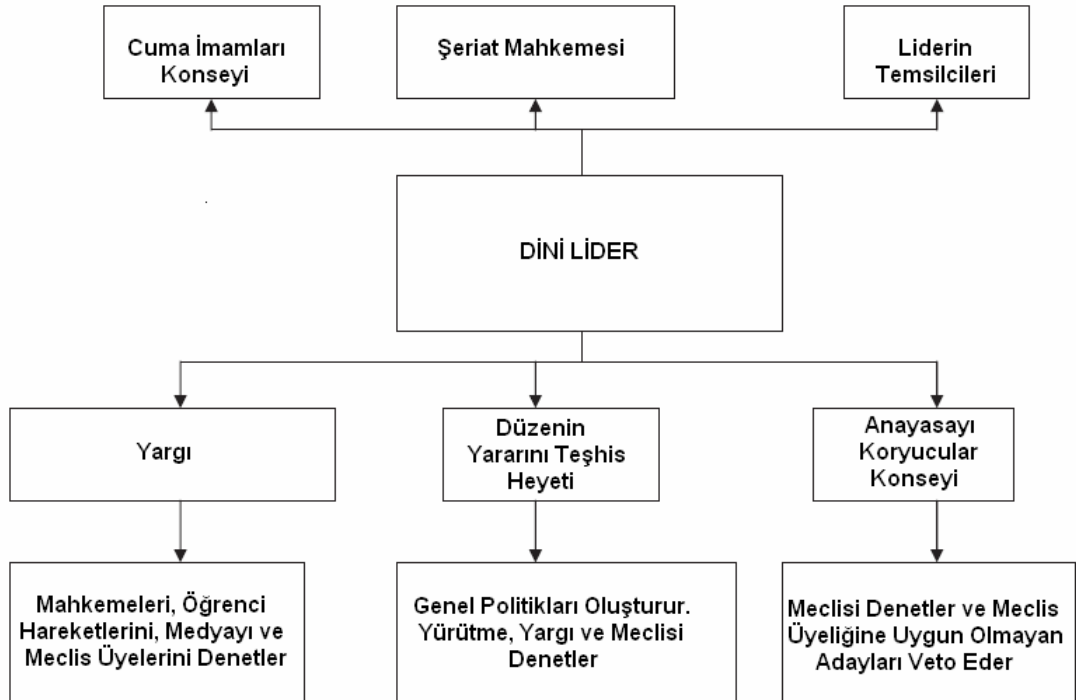 Cuma İmamları
Konseyi
Şeriat Mahkemesi
Liderin
Temsilcileri
DİNİ LİDER
Yargı
Düzenin
Yararını Teşhis
Heyeti
Anayasayı
Koryucular
Konseyi
Mahkemeleri, Öğrenci
Hareketlerini, Medyayı ve
Meclis Üyelerini Denetler
Genel Politikları Oluşturur.
Yürütme, Yargı ve Meclisi
Denetler
Meclisi Denetler ve Meclis
Üyeliğine Uygun Olmayan
Adayları Veto Eder